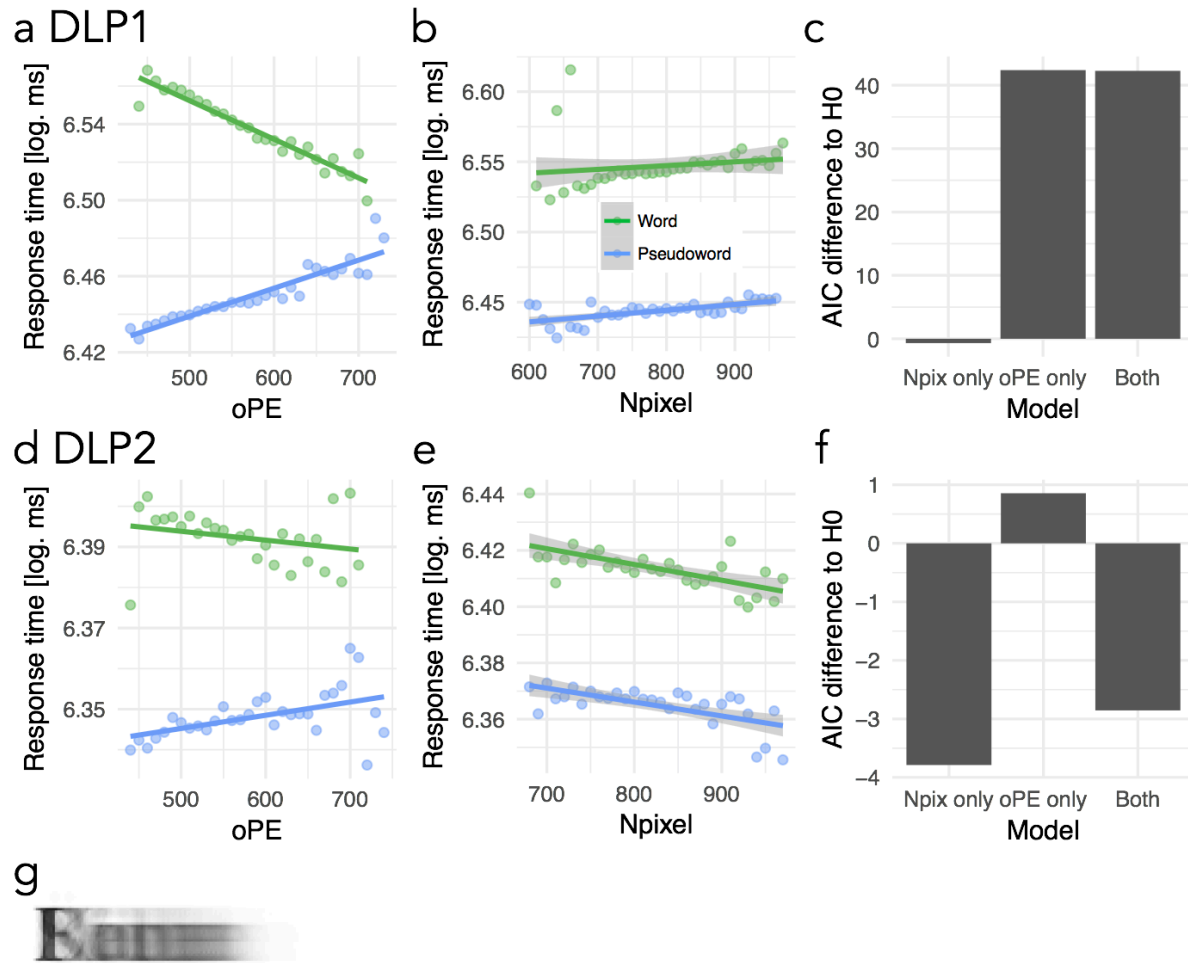 a DLP1
b
c
Response time [log. ms]
6.54
6.50
6.46
6.42
500
600
700
oPE
Response time [log. ms]
6.60
6.55
6.50
6.45
Word
Pseudoword
600
700
800
900
Npixel
AIC difference to H0
40
30
20
10
0
Npix only
oPE only
Both
Model
d DLP2
e
f
Response time [log. ms]
6.39
6.37
6.35
500
600
700
oPE
Response time [log. ms]
6.44
6.42
6.40
6.38
6.36
700
800
900
Npixel
AIC difference to H0
1
0
−1
−2
−3
−4
Npix only
oPE only
Both
Model
g